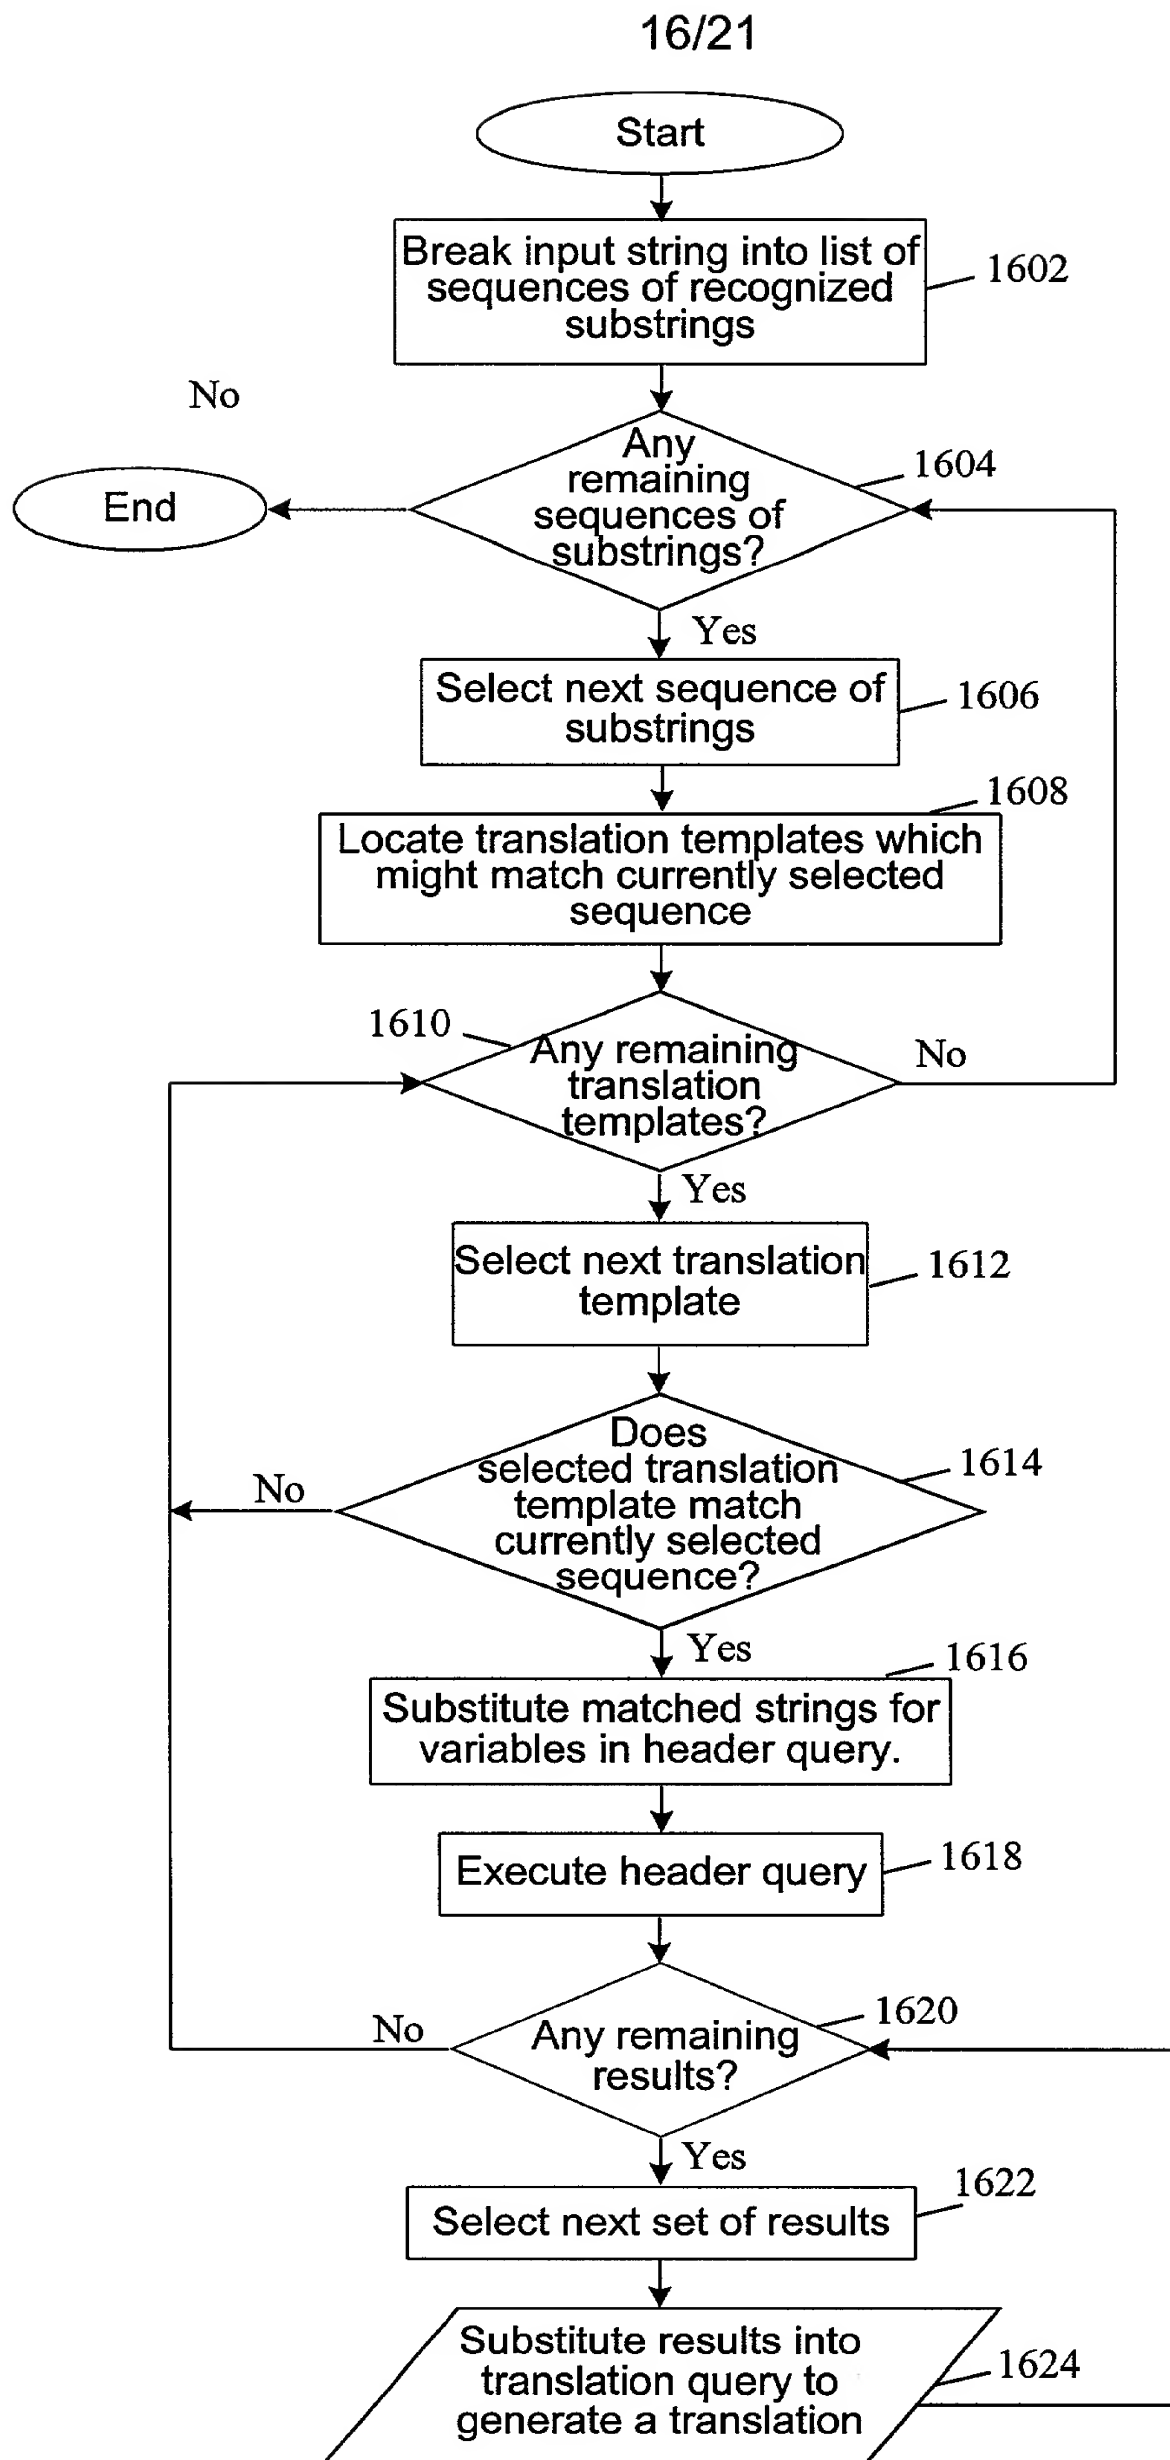 16/21
Start
Break input string into list of
sequences of recognized
substrings
1602
No
Any
remaining
sequences of
substrings?
1604
End
Yes
Select next sequence of
substrings
1606
1608
Locate translation templates which
might match currently selected
sequence
1610
Any remaining
translation
templates?
No
Yes
Select next translation
template
1612
Does
selected translation
template match
currently selected
sequence?
1614
No
Yes
1616
Substitute matched strings for
variables in header query.
Execute header query
1618
1620
No
Any remaining
results?
Yes
1622
Select next set of results
Substitute results into
translation query to
generate a translation
1624